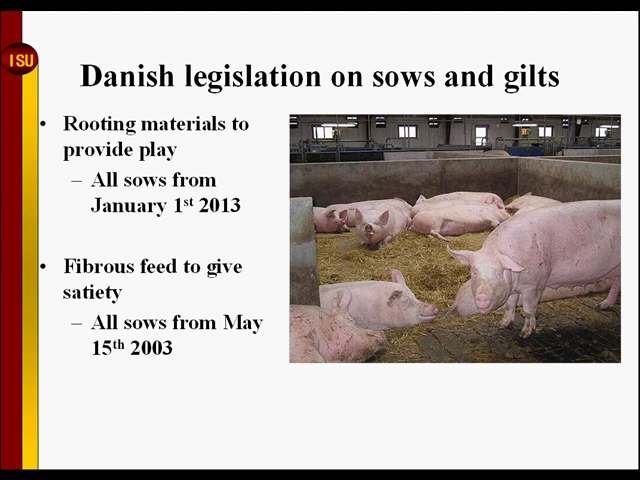 ISU
Danish legislation on sows and gilts
• Rooting materials to
provide play
– All sows from
January 1st 2013
• Fibrous feed to give
satiety
– All sows from May
15th 2003